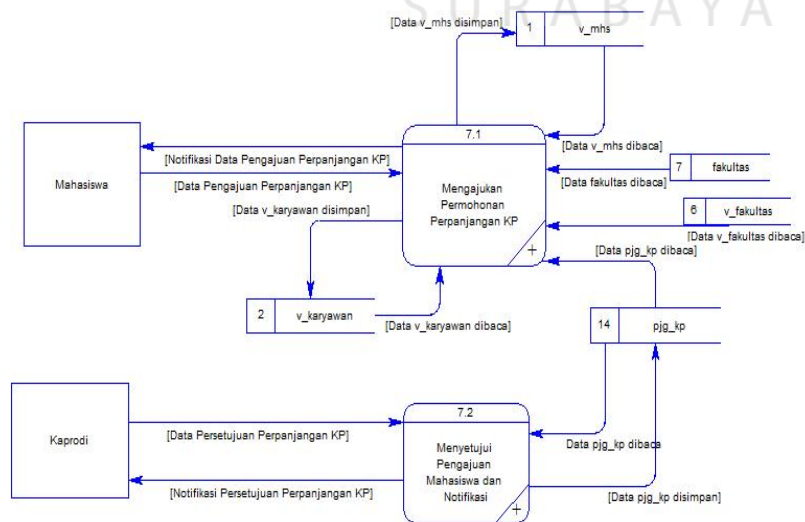 SURABAYA
[Data v_mhs disimpan]
1
v_mhs
7.1
[Data v_mhs dibaca]
[Notifikasi Data Pengajuan Perpanjangan KP]
7
fakultas
Mahasiswa
[Data Pengajuan Perpanjangan KP]
Mengajukan
Permohonan
Perpanjangan KP
[Data fakultas dibaca]
[Data v_karyawan disimpan]
6
v_fakultas
[Data v_fakultas dibaca]
+
[Data pjg_kp dibaca]
2
v_karyawan
[Data v_karyawan dibaca]
14
pjg_kp
7.2
Kaprodi
[Data Persetujuan Perpanjangan KP]
Data pjg_kp dibaca
Menyetujui
Pengajuan
Mahasiswa dan
Notifikasi
[Notifikasi Persetujuan Perpanjangan KP]
[Data pjg_kp disimpan]
+